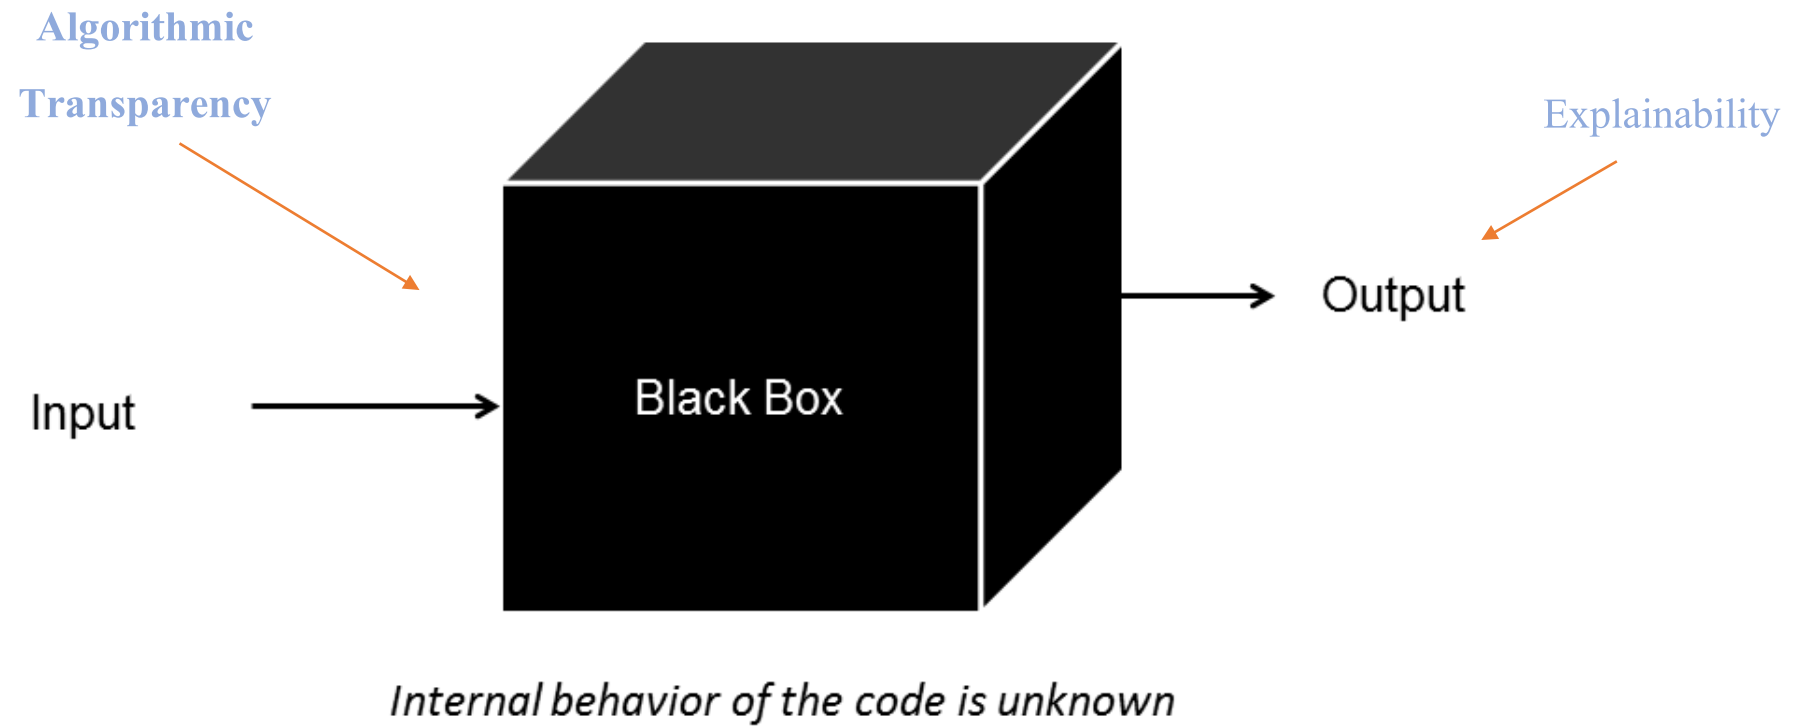 Algorithmic
Transparency
Explainability
Output
Input
Black Box
Internal behavior of the code is unknown